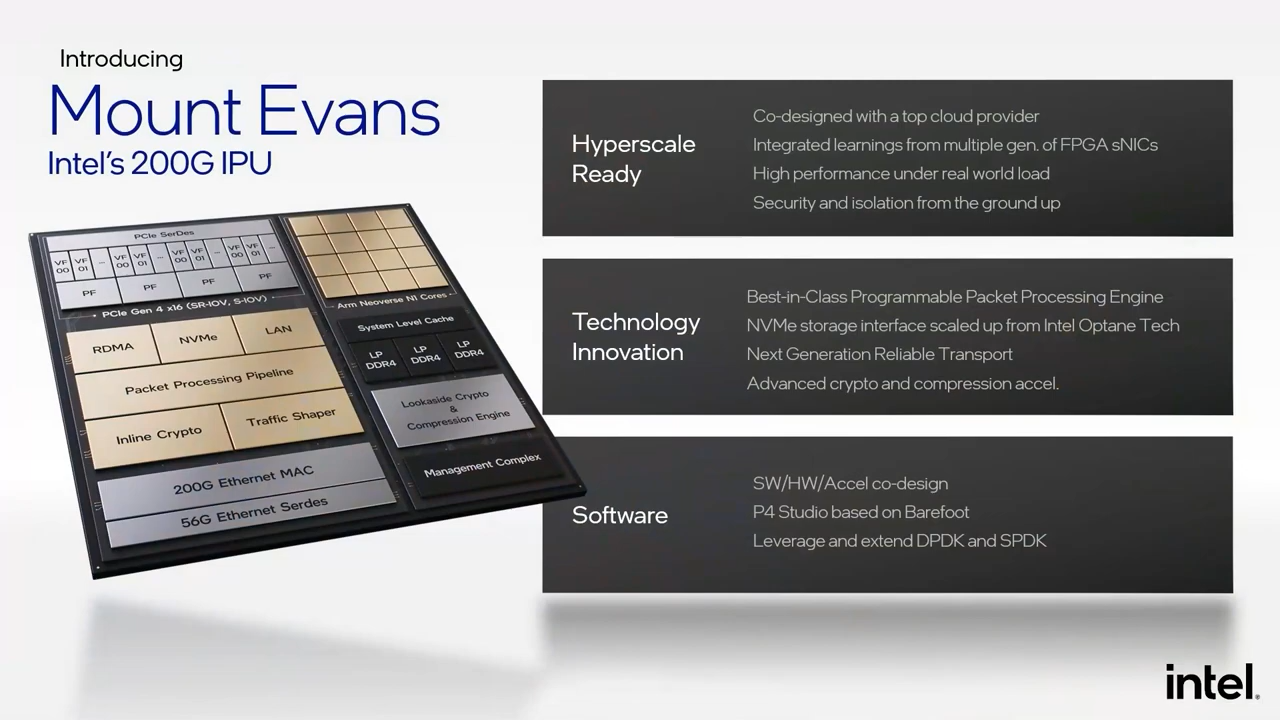 Introducing
Mount Evans
Intel's 200G IPU
PCIe SerDes
VF 00 VF 01 ... VF 00 VF 01 ... VF 00 VF 01 ... VF 00 VF 01 ...
PF PF PF PF
PCIe Gen 4 x16 (SR-IOV, S-IOV)
RDMA NVMe LAN
Packet Processing Pipeline
Inline Crypto Traffic Shaper
200G Ethernet MAC
56G Ethernet Serdes
Arm Neoverse N1 Cores
System Level Cache
LP DDR4 LP DDR4 LP DDR4
Lookaside Crypto
&
Compression Engine
Management Complex
Hyperscale
Ready
Co-designed with a top cloud provider
Integrated learnings from multiple gen. of FPGA sNICs
High performance under real world load
Security and isolation from the ground up
Technology
Innovation
Best-in-Class Programmable Packet Processing Engine
NVMe storage interface scaled up from Intel Optane Tech
Next Generation Reliable Transport
Advanced crypto and compression accel.
Software
SW/HW/Accel co-design
P4 Studio based on Barefoot
Leverage and extend DPDK and SPDK
intel.